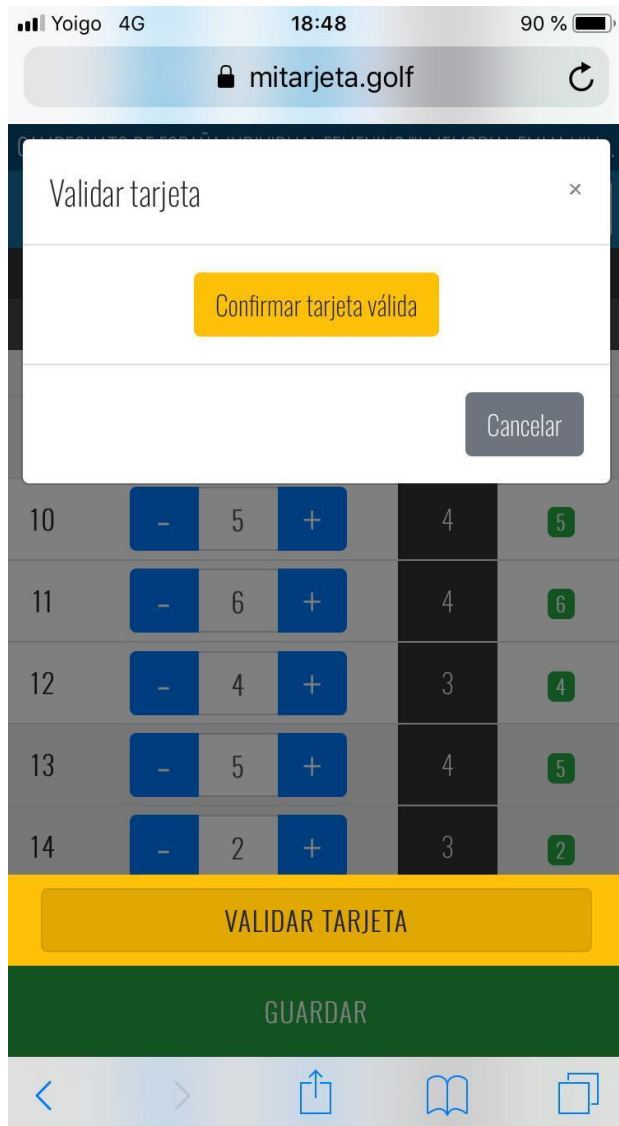 Yoigo 4G 18:48 90 %
mitarjeta.golf
Validar tarjeta ×
Confirmar tarjeta válida
Cancelar
10 - 5 + 4 5
11 - 6 + 4 6
12 - 4 + 3 4
13 - 5 + 4 5
14 - 2 + 3 2
VALIDAR TARJETA
GUARDAR